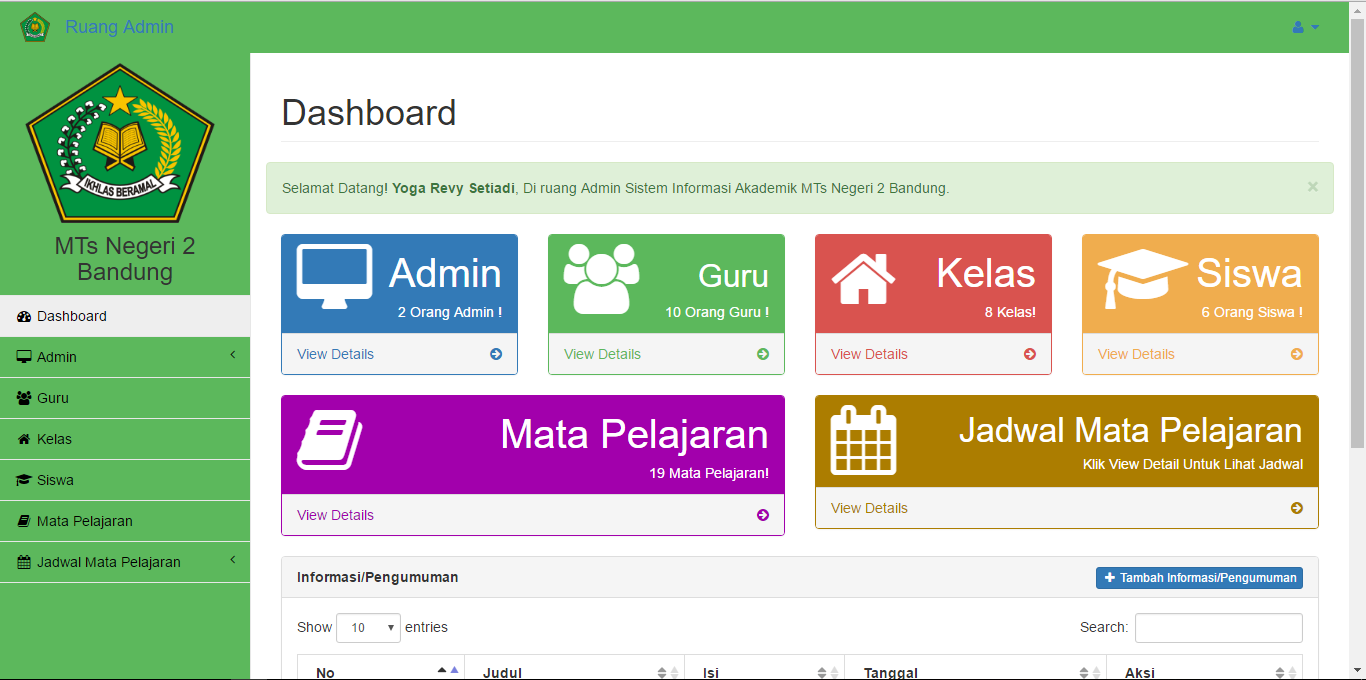 Ruang Admin
IKHLAS BERAMAL
MTs Negeri 2
Bandung
Dashboard
Admin
Guru
Kelas
Siswa
Mata Pelajaran
Jadwal Mata Pelajaran
Dashboard
Selamat Datang! Yoga Revy Setiadi, Di ruang Admin Sistem Informasi Akademik MTs Negeri 2 Bandung. ×
Admin
2 Orang Admin !
View Details
Guru
10 Orang Guru !
View Details
Kelas
8 Kelas!
View Details
Siswa
6 Orang Siswa !
View Details
Mata Pelajaran
19 Mata Pelajaran!
View Details
Jadwal Mata Pelajaran
Klik View Detail Untuk Lihat Jadwal
View Details
Informasi/Pengumuman
Tambah Informasi/Pengumuman
Show 10 entries
Search:
No Judul Isi Tanggal Aksi